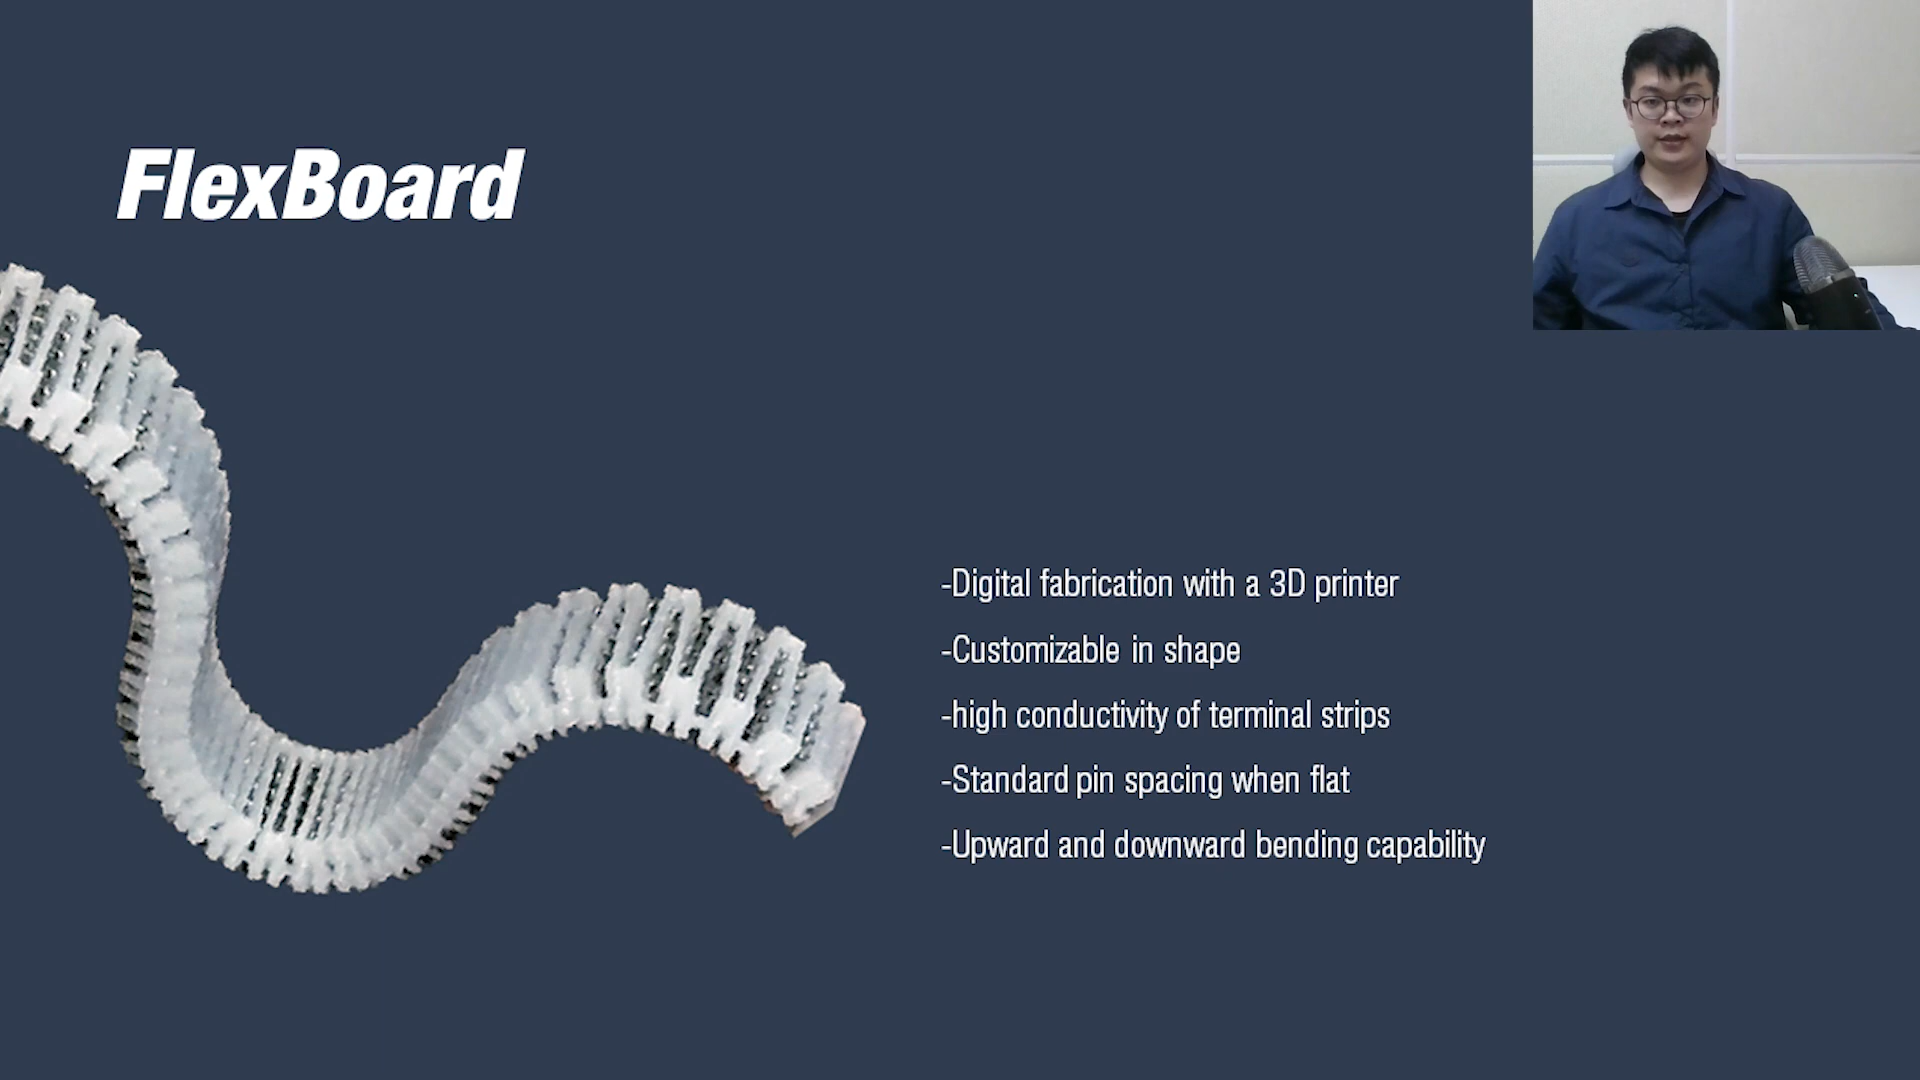 FlexBoard
-Digital fabrication with a 3D printer
-Customizable in shape
-high conductivity of terminal strips
-Standard pin spacing when flat
-Upward and downward bending capability